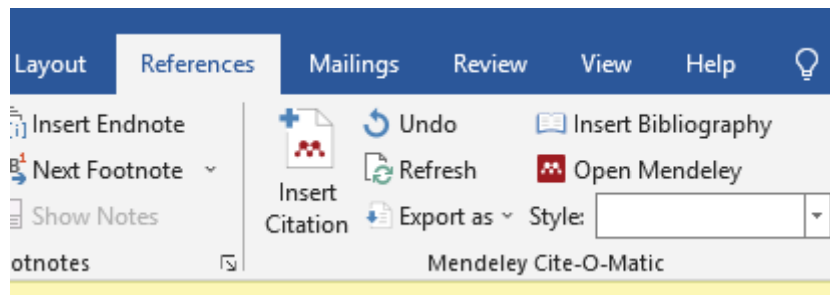 Layout References Mailings Review View Help
Insert Endnote
Next Footnote
Show Notes
otnotes
Insert
Citation
Undo
Refresh
Export as
Insert Bibliography
Open Mendeley
Style:
Mendeley Cite-O-Matic